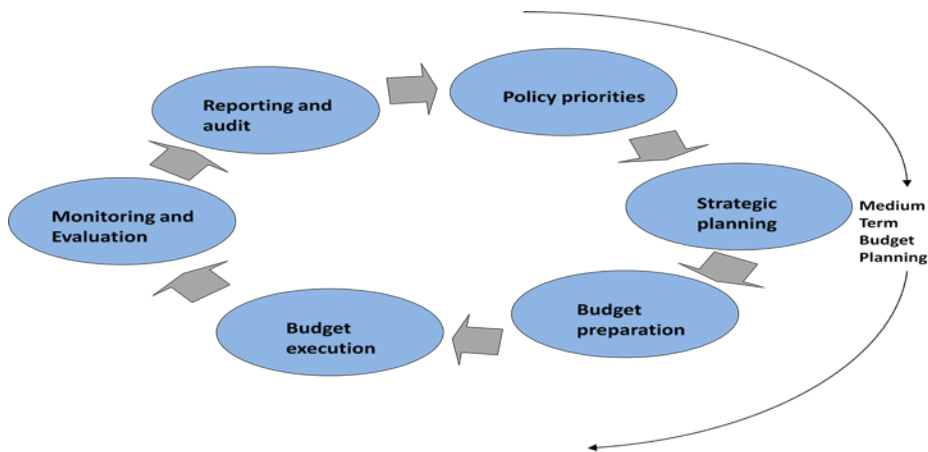 Policy priorities
Reporting and
audit
Strategic
planning
Medium
Term
Budget
Planning
Monitoring and
Evaluation
Budget
preparation
Budget
execution